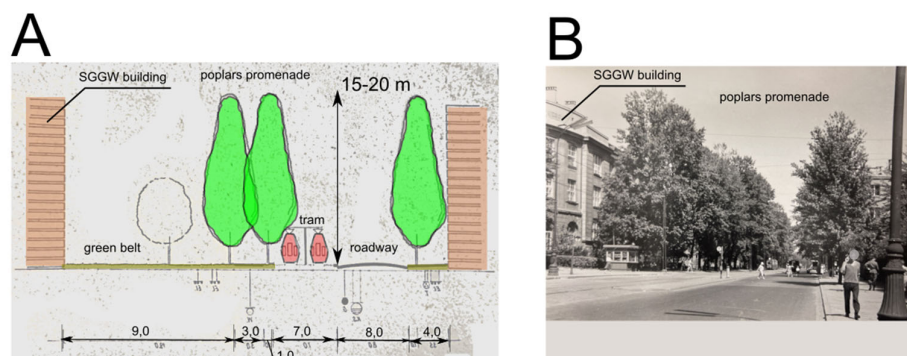 A
SGGW building
poplars promenade
15-20 m
tram
green belt
roadway
9,0
3,0
7,0
8,0
4,0
1,0
B
SGGW building
poplars promenade